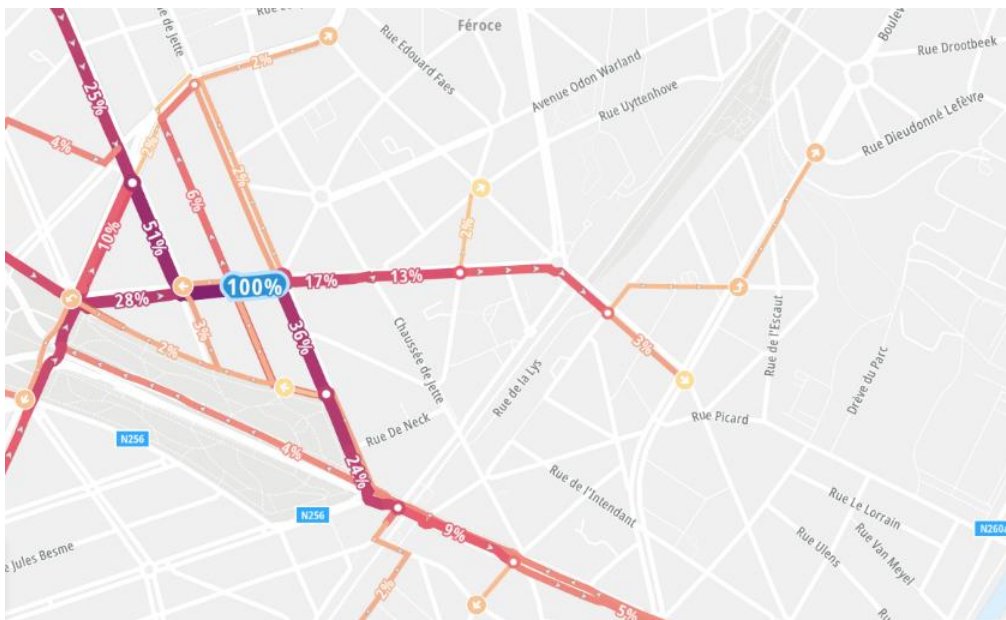 Féroce
Rue Edouard Faes
Boulev
Rue Drootbeek
Avenue Odon Warland
Rue Uyttenhove
Rue Dieudonné Lefèvre
ue de Jette
25%
4%
2%
2%
2%
6%
10%
51%
2%
100%
17%
13%
28%
3%
36%
2%
Chaussée de Jette
Rue de la Lys
3%
Rue de l'Escaut
Drève du Parc
Rue Picard
Rue De Neck
N256
4%
24%
Rue de l'Intendant
Rue Le Lorrain
N256
9%
N260
Rue Ulens
Rue Van Meyel
e Jules Besme
2%
5%